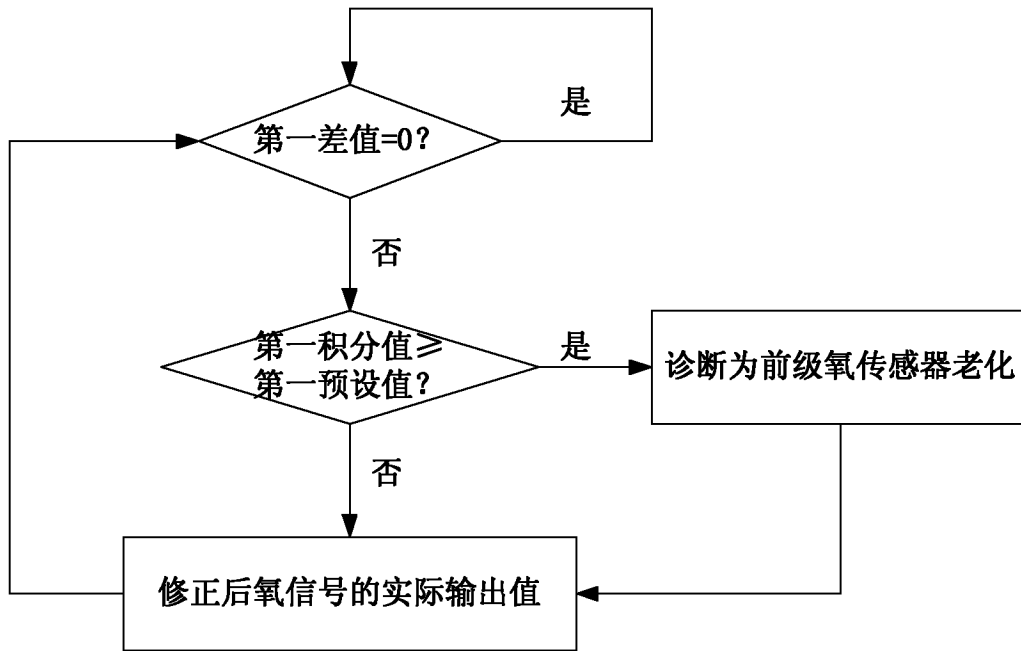 是
第一差值=0?
否
第一积分值≥
第一预设值?
是
诊断为前级氧传感器老化
否
修正后氧信号的实际输出值